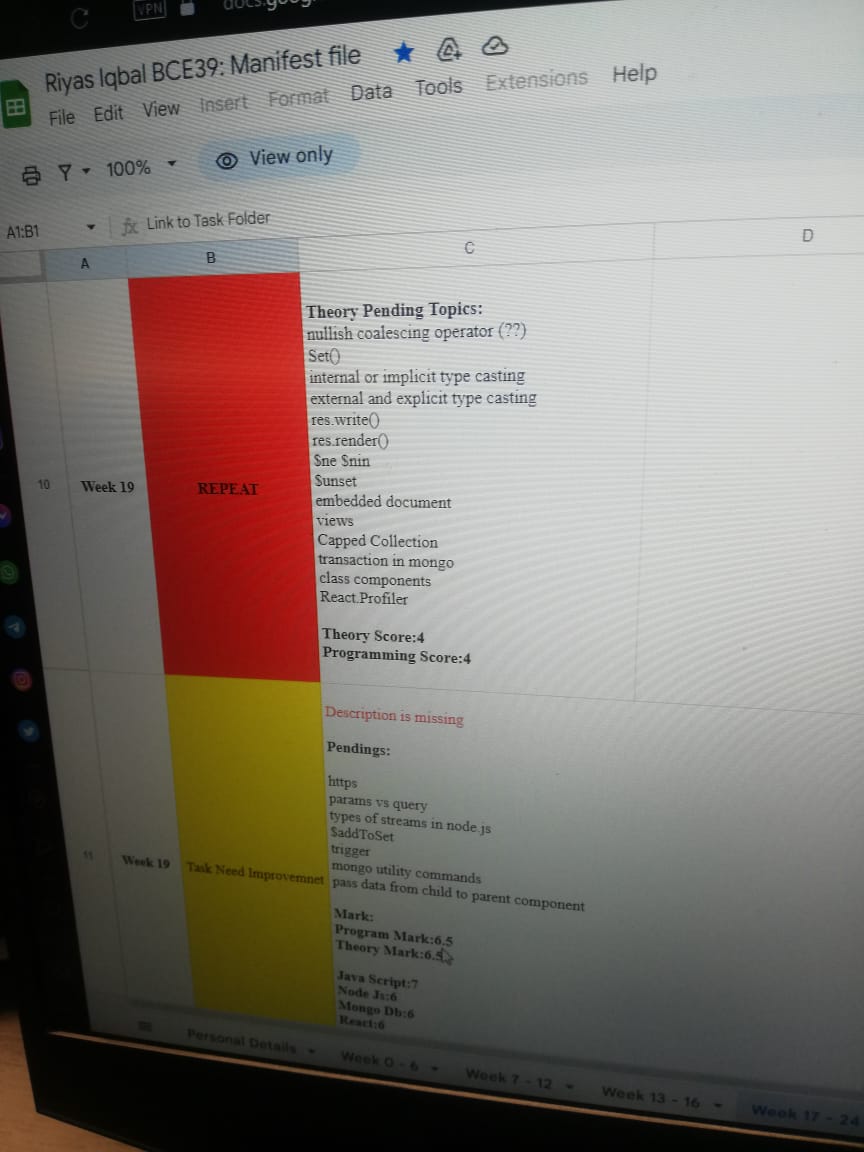 VPN
Riyas Iqbal BCE39: Manifest file
File Edit View Insert Format Data Tools Extensions Help
100% View only
A1:B1 fx Link to Task Folder
A B C D
10 Week 19 REPEAT
Theory Pending Topics:
nullish coalescing operator (??)
Set()
internal or implicit type casting
external and explicit type casting
res.write()
res.render()
$ne $nin
$unset
embedded document
views
Capped Collection
transaction in mongo
class components
React.Profiler
Theory Score:4
Programming Score:4
11 Week 19 Task Need Improvemnet
Description is missing
Pendings:
https
params vs query
types of streams in node.js
$addToSet
trigger
mongo utility commands
pass data from child to parent component
Mark:
Program Mark:6.5
Theory Mark:6.5
Java Script:7
Node Js:6
Mongo Db:6
React:6
Personal Details Week 0 - 6 Week 7 - 12 Week 13 - 16 Week 17 - 24